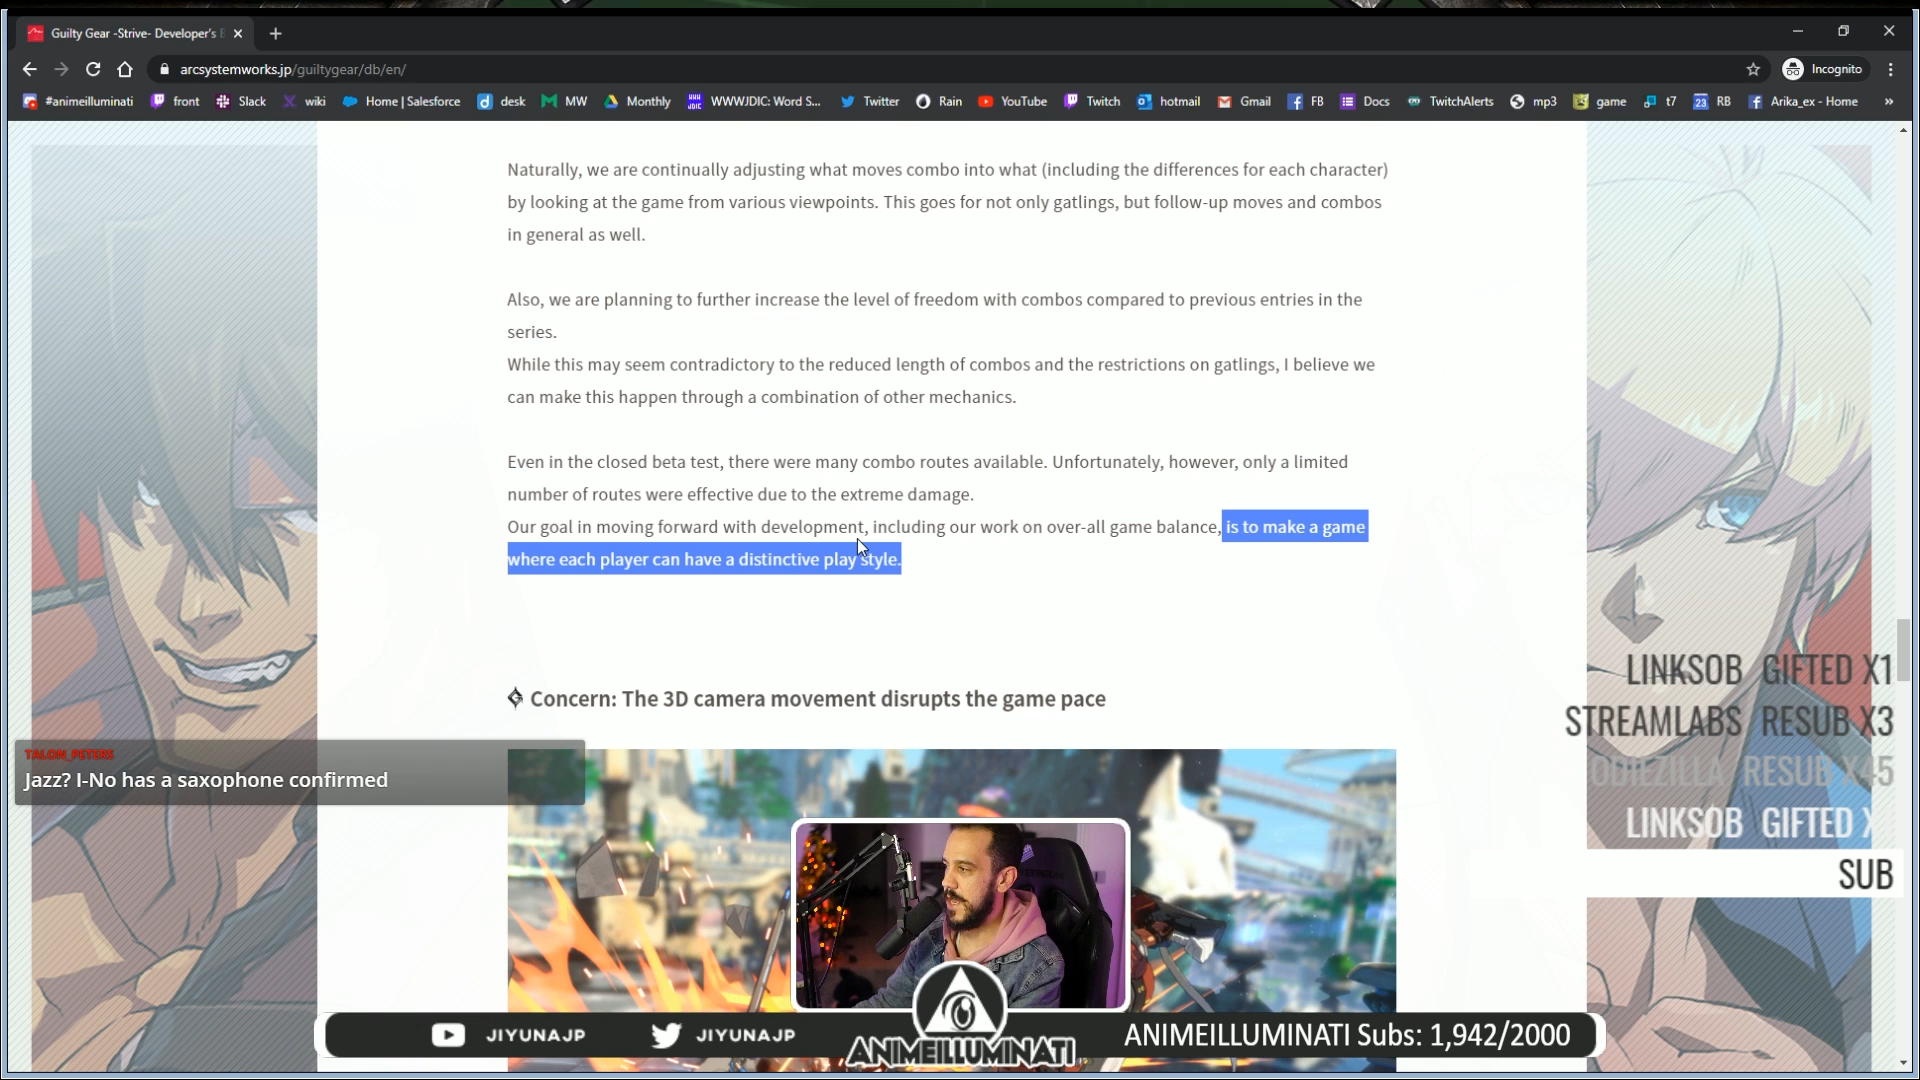 Guilty Gear -Strive- Developer's
arcsystemworks.jp/guiltygear/db/en/
Incognito
#animeilluminati
front
Slack
wiki
Home | Salesforce
desk
MW
Monthly
WWWJDIC: Word S...
Twitter
Rain
YouTube
Twitch
hotmail
Gmail
FB
Docs
TwitchAlerts
mp3
game
t7
RB
Arika_ex - Home
Naturally, we are continually adjusting what moves combo into what (including the differences for each character)
by looking at the game from various viewpoints. This goes for not only gatlings, but follow-up moves and combos
in general as well.
Also, we are planning to further increase the level of freedom with combos compared to previous entries in the
series.
While this may seem contradictory to the reduced length of combos and the restrictions on gatlings, I believe we
can make this happen through a combination of other mechanics.
Even in the closed beta test, there were many combo routes available. Unfortunately, however, only a limited
number of routes were effective due to the extreme damage.
Our goal in moving forward with development, including our work on over-all game balance, is to make a game
where each player can have a distinctive play style.
Concern: The 3D camera movement disrupts the game pace
TALON_PETERS
Jazz? I-No has a saxophone confirmed
LINKSOB GIFTED X1
STREAMLABS RESUB X3
ODIEZILLA RESUB X45
LINKSOB GIFTED X
SUB
JIYUNAJP
JIYUNAJP
ANIMEILLUMINATI
ANIMEILLUMINATI Subs: 1,942/2000